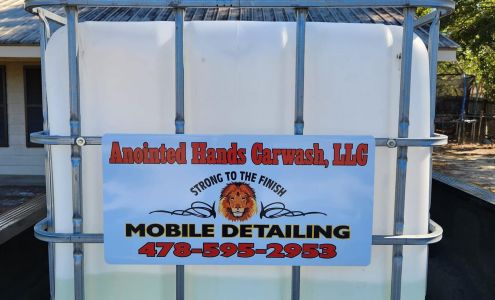 Anointed Hands Carwash, LLC
STRONG TO THE FINISH
MOBILE DETAILING
478-595-2953